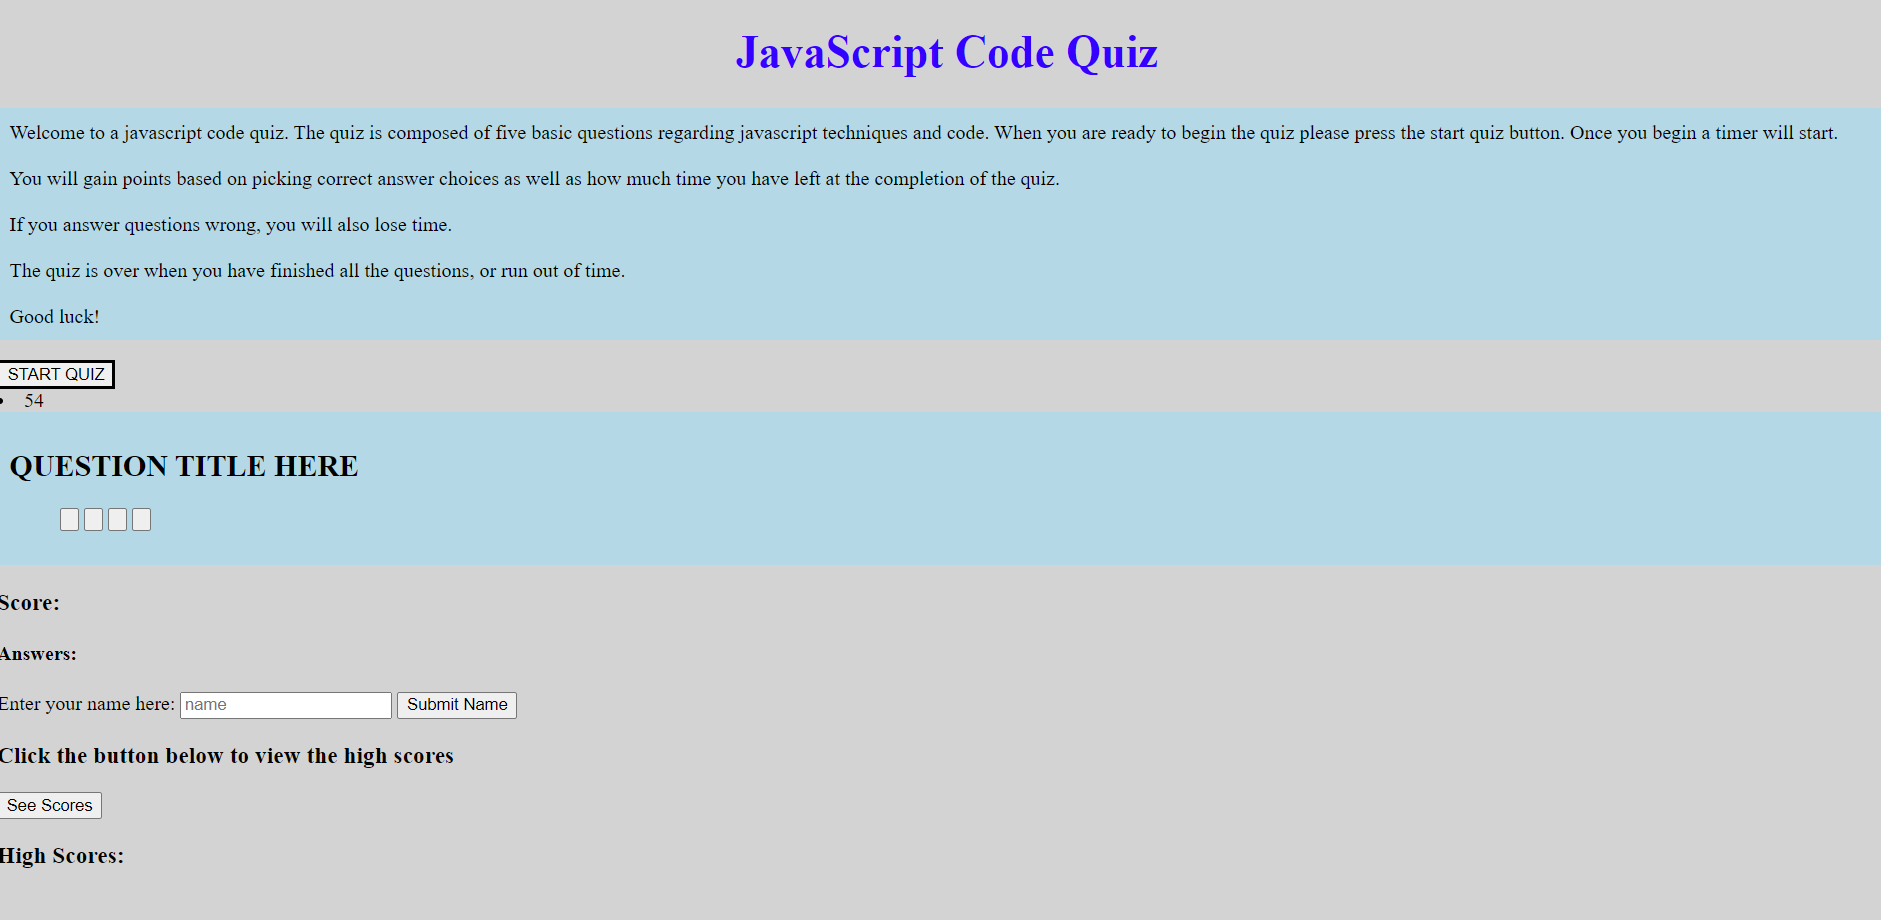 JavaScript Code Quiz
Welcome to a javascript code quiz. The quiz is composed of five basic questions regarding javascript techniques and code. When you are ready to begin the quiz please press the start quiz button. Once you begin a timer will start.
You will gain points based on picking correct answer choices as well as how much time you have left at the completion of the quiz.
If you answer questions wrong, you will also lose time.
The quiz is over when you have finished all the questions, or run out of time.
Good luck!
START QUIZ
54
QUESTION TITLE HERE
Score:
Answers:
Enter your name here: name Submit Name
Click the button below to view the high scores
See Scores
High Scores: